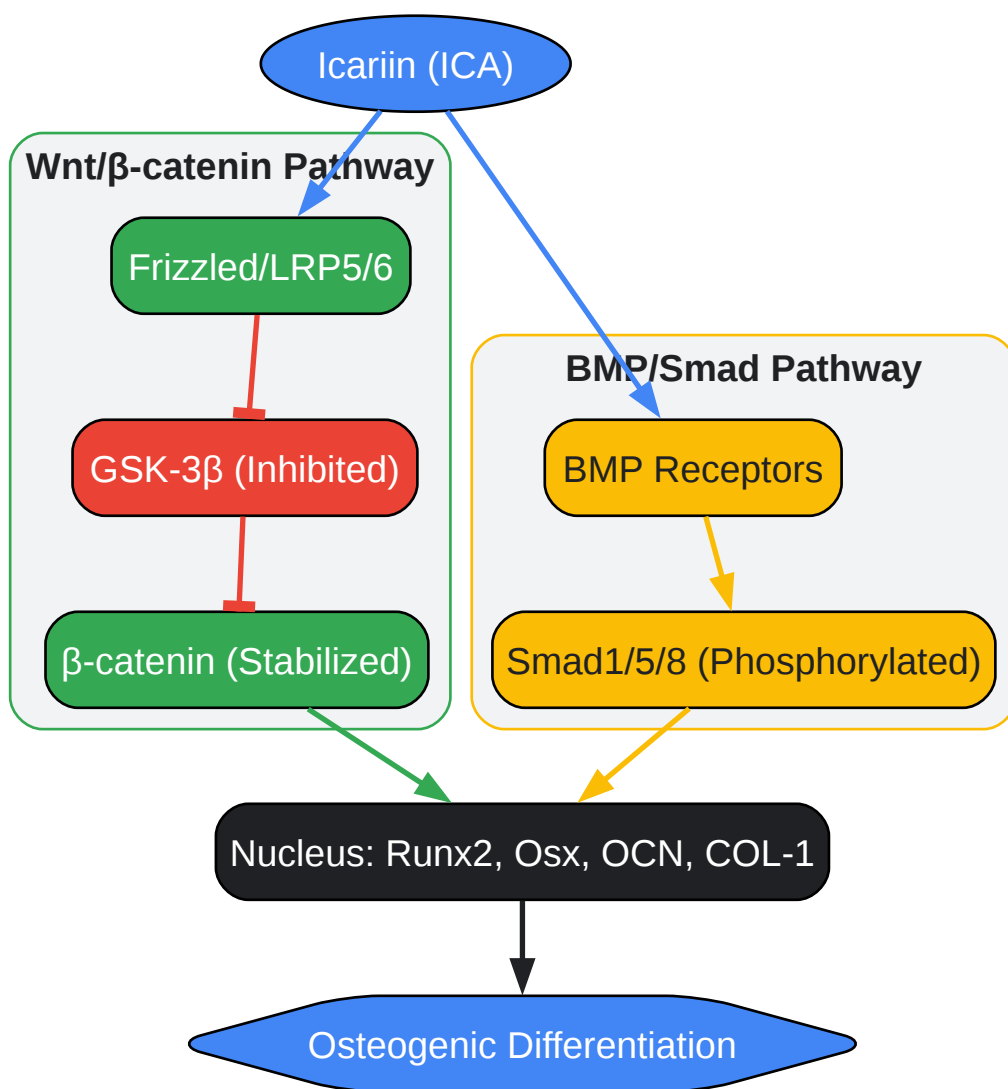 Icariin (ICA)
Wnt/β-catenin Pathway
Frizzled/LRP5/6
GSK-3β (Inhibited)
β-catenin (Stabilized)
BMP/Smad Pathway
BMP Receptors
Smad1/5/8 (Phosphorylated)
Nucleus: Runx2, Osx, OCN, COL-1
Osteogenic Differentiation